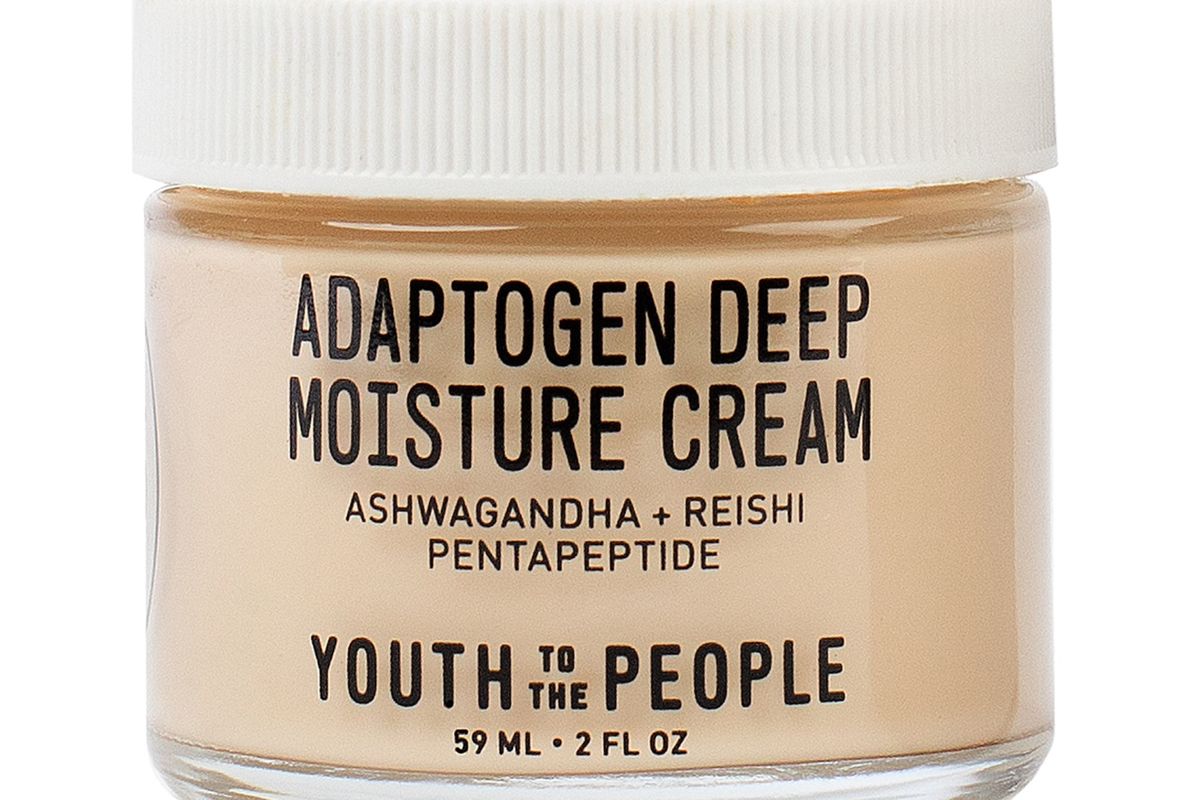 ADAPTOGEN DEEP
MOISTURE CREAM
ASHWAGANDHA + REISHI
PENTAPEPTIDE
YOUTH TO THE PEOPLE
59 ML • 2 FL OZ